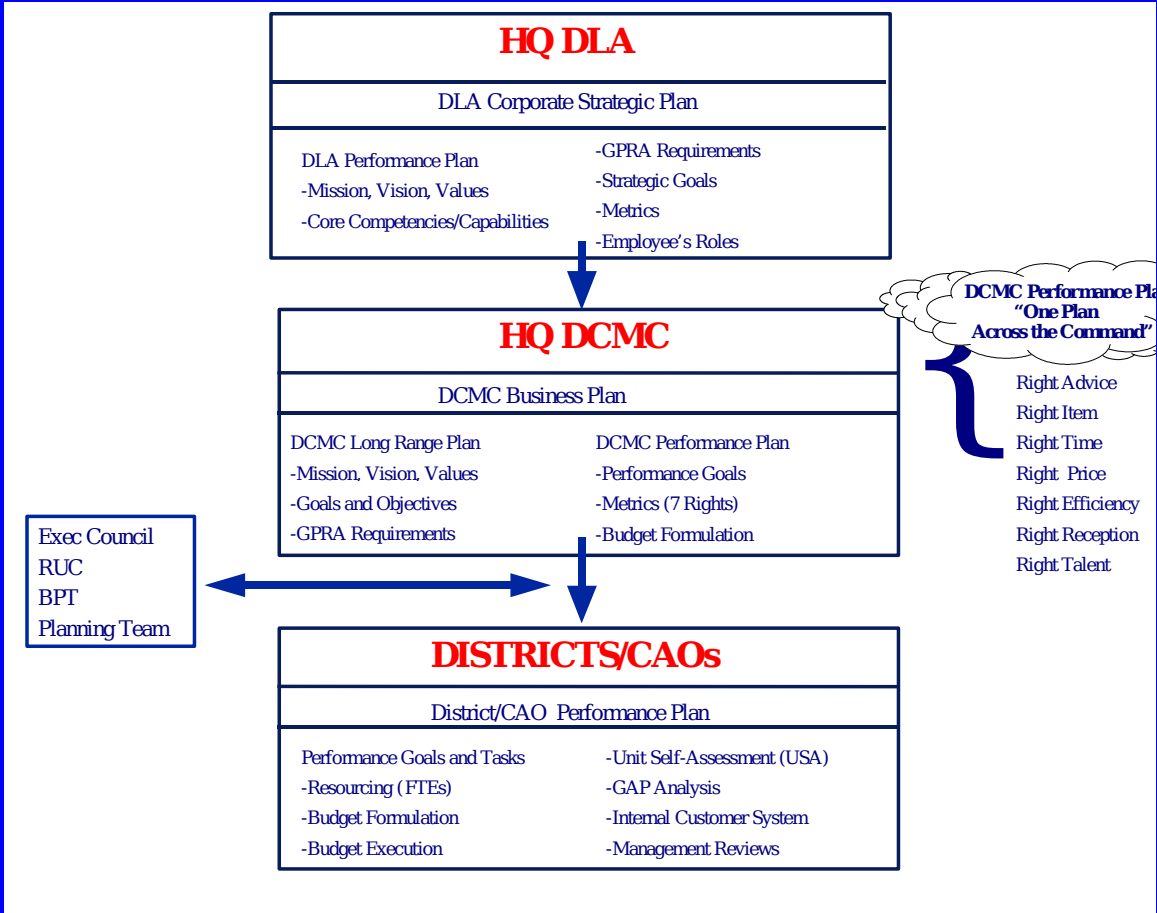 HQ DLA
DLA Corporate Strategic Plan
DLA Performance Plan
-Mission, Vision, Values
-Core Competencies/Capabilities
-GPRA Requirements
-Strategic Goals
-Metrics
-Employee's Roles
HQ DCMC
DCMC Business Plan
DCMC Long Range Plan
-Mission, Vision, Values
-Goals and Objectives
-GPRA Requirements
DCMC Performance Plan
-Performance Goals
-Metrics (7 Rights)
-Budget Formulation
DCMC Performance Pla
“One Plan
Across the Command”
{
Right Advice
Right Item
Right Time
Right Price
Right Efficiency
Right Reception
Right Talent
Exec Council
RUC
BPT
Planning Team
DISTRICTS/CAOs
District/CAO Performance Plan
Performance Goals and Tasks
-Resourcing (FTEs)
-Budget Formulation
-Budget Execution
-Unit Self-Assessment (USA)
-GAP Analysis
-Internal Customer System
-Management Reviews